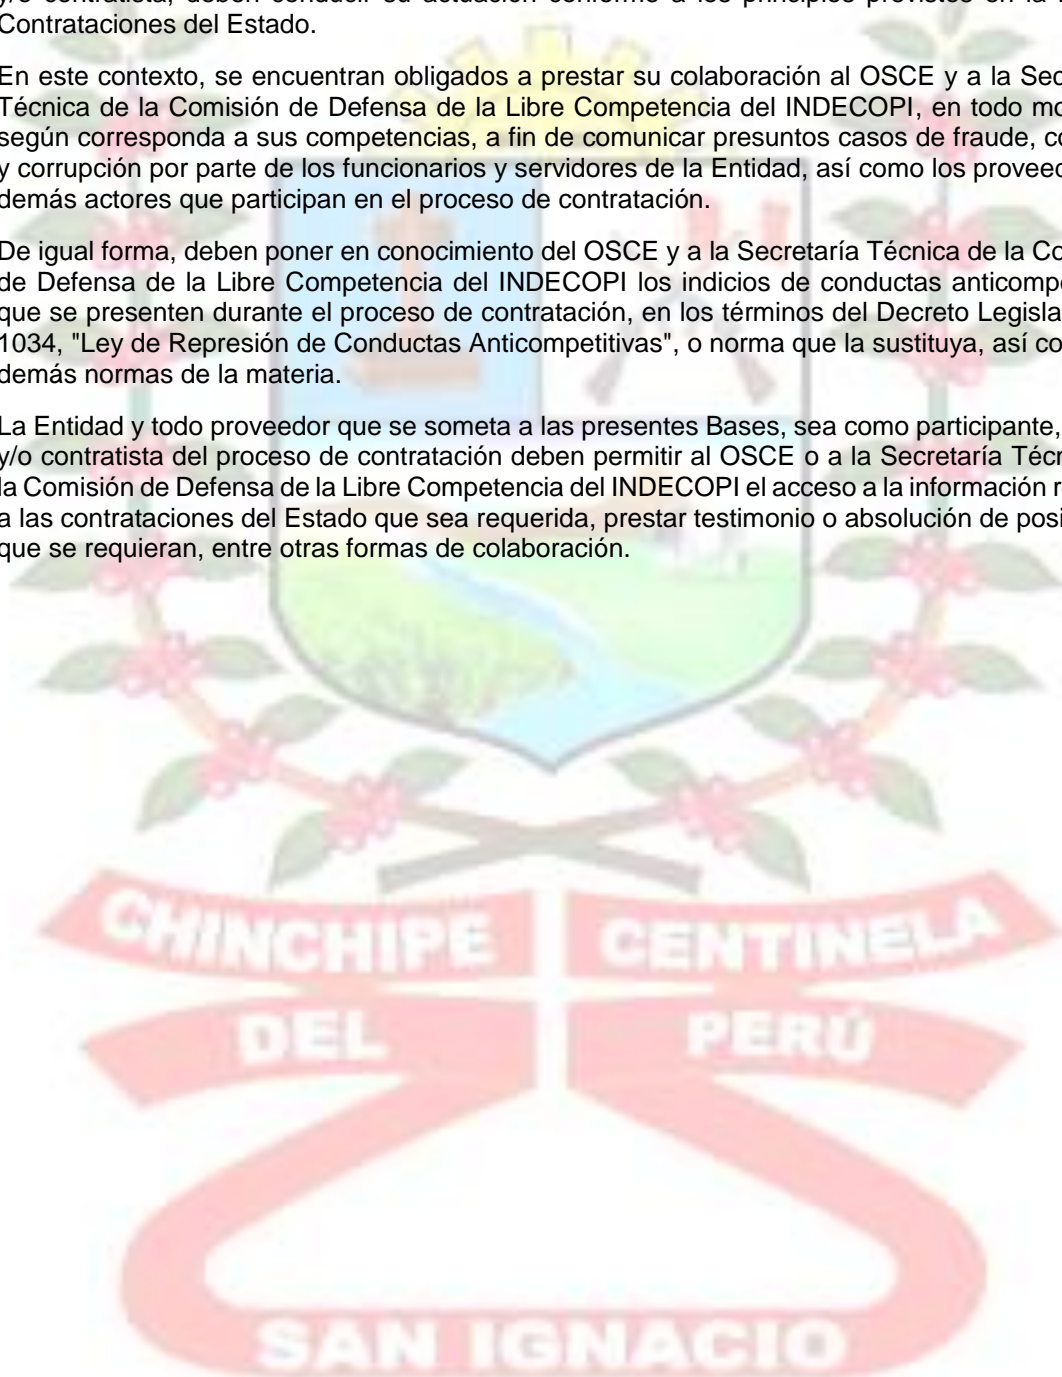 y/o contratista, deben conducir su actuación conforme a los principios previstos en la
Contrataciones del Estado.
En este contexto, se encuentran obligados a prestar su colaboración al OSCE y a la
Técnica de la Comisión de Defensa de la Libre Competencia del INDECOPI, en todo
según corresponda a sus competencias, a fin de comunicar presuntos casos de fraude,
y corrupción por parte de los funcionarios y servidores de la Entidad, así como los
demás actores que participan en el proceso de contratación.
De igual forma, deben poner en conocimiento del OSCE y a la Secretaría Técnica de la
de Defensa de la Libre Competencia del INDECOPI los indicios de conductas
que se presenten durante el proceso de contratación, en los términos del Decreto
1034, "Ley de Represión de Conductas Anticompetitivas", o norma que la sustituya, así
demás normas de la materia.
La Entidad y todo proveedor que se someta a las presentes Bases, sea como participante,
y/o contratista del proceso de contratación deben permitir al OSCE o a la Secretaría
la Comisión de Defensa de la Libre Competencia del INDECOPI el acceso a la información
a las contrataciones del Estado que sea requerida, prestar testimonio o absolución de
que se requieran, entre otras formas de colaboración.
CHINCHIPE CENTINELA
DEL PERÚ
SAN IGNACIO